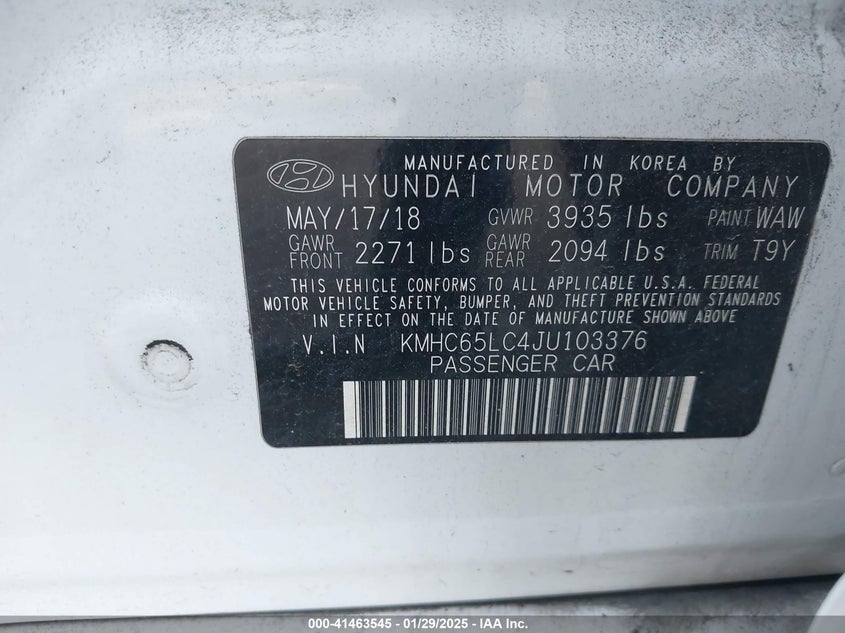 MANUFACTURED IN KOREA BY
HYUNDAI MOTOR COMPANY
MAY/17/18 GVWR 3935 lbs PAINT WAW
GAWR FRONT 2271 lbs GAWR REAR 2094 lbs TRIM T9Y
THIS VEHICLE CONFORMS TO ALL APPLICABLE U.S.A. FEDERAL
MOTOR VEHICLE SAFETY, BUMPER, AND THEFT PREVENTION STANDARDS
IN EFFECT ON THE DATE OF MANUFACTURE SHOWN ABOVE
V.I.N KMHC65LC4JU103376
PASSENGER CAR
000-41463545 - 01/29/2025 - IAA Inc.